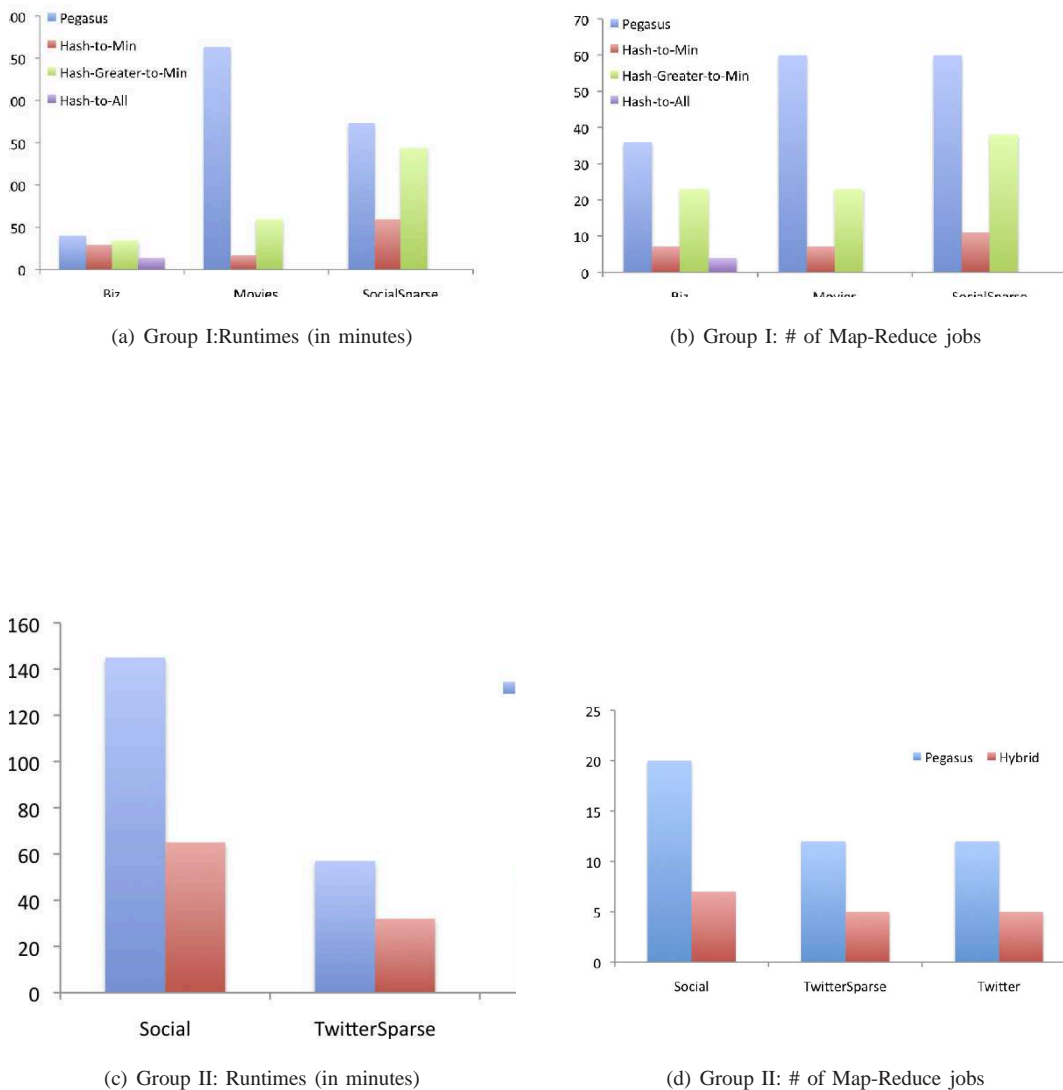 00
50
00
50
00
50
0
Pegasus
Hash-to-Min
Hash-Greater-to-Min
Hash-to-All
Biz Movies SocialSparse
(a) Group I:Runtimes (in minutes)
70
60
50
40
30
20
10
0
Pegasus
Hash-to-Min
Hash-Greater-to-Min
Hash-to-All
Biz Movies SocialSparse
(b) Group I: # of Map-Reduce jobs
160
140
120
100
80
60
40
20
0
Social TwitterSparse
(c) Group II: Runtimes (in minutes)
25
20
15
10
5
0
Pegasus Hybrid
Social TwitterSparse Twitter
(d) Group II: # of Map-Reduce jobs